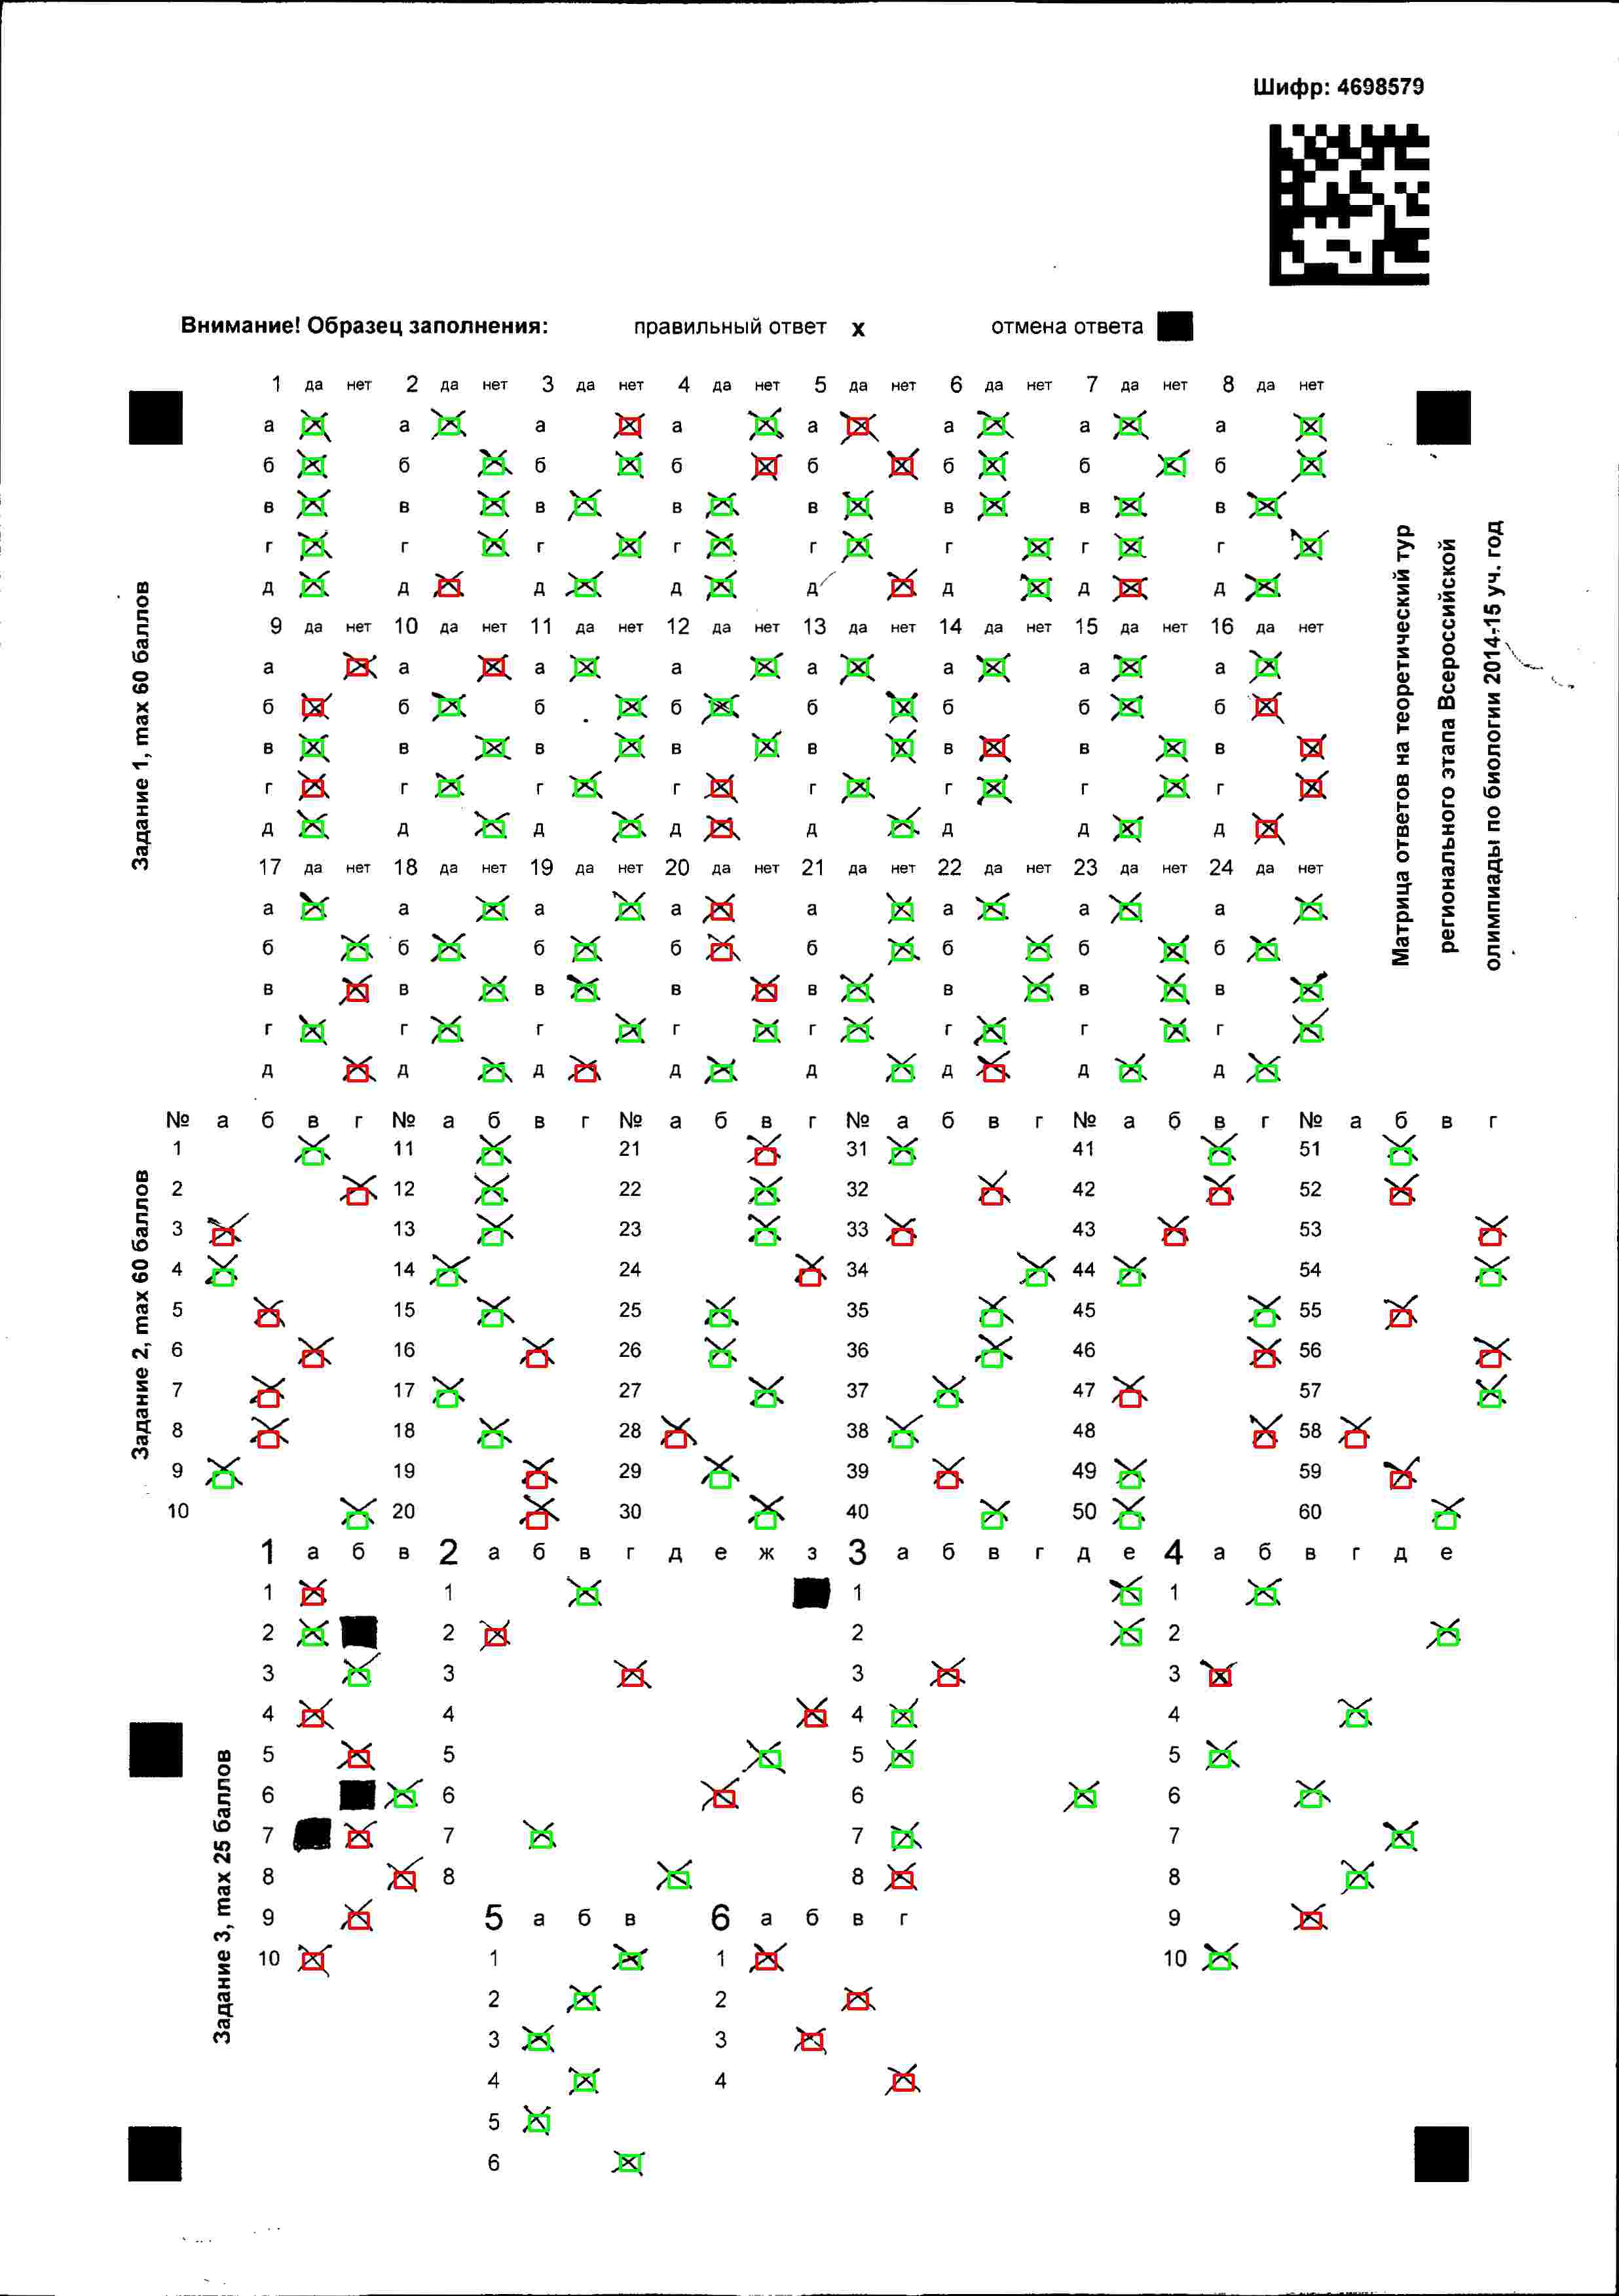 Шифр: 4698579
Внимание! Образец заполнения: правильный ответ x отмена ответа
1 да нет 2 да нет 3 да нет 4 да нет 5 да нет 6 да нет 7 да нет 8 да нет
а а а а а а а а
б б б б б б б б
в в в в в в в в
г г г г г г г г
д д д д д д д д
9 да нет 10 да нет 11 да нет 12 да нет 13 да нет 14 да нет 15 да нет 16 да нет
а а а а а а а а
б б б б б б б б
в в в в в в в в
г г г г г г г г
д д д д д д д д
17 да нет 18 да нет 19 да нет 20 да нет 21 да нет 22 да нет 23 да нет 24 да нет
а а а а а а а а
б б б б б б б б
в в в в в в в в
г г г г г г г г
д д д д д д д д
Задание 1, max 60 баллов
Матрица ответов на теоретический тур
регионального этапа Всероссийской
олимпиады по биологии 2014-15 уч. год
№ а б в г № а б в г № а б в г № а б в г № а б в г № а б в г
1 11 21 31 41 51
2 12 22 32 42 52
3 13 23 33 43 53
4 14 24 34 44 54
5 15 25 35 45 55
6 16 26 36 46 56
7 17 27 37 47 57
8 18 28 38 48 58
9 19 29 39 49 59
10 20 30 40 50 60
Задание 2, max 60 баллов
1 а б в 2 а б в г д е ж з 3 а б в г д е 4 а б в г д е
1 1 1 1
2 2 2 2
3 3 3 3
4 4 4 4
5 5 5 5
6 6 6 6
7 7 7 7
8 8 8 8
9 5 а б в 6 а б в г 9
10 1 1 10
2 2
3 3
4 4
5
6
Задание 3, max 25 баллов